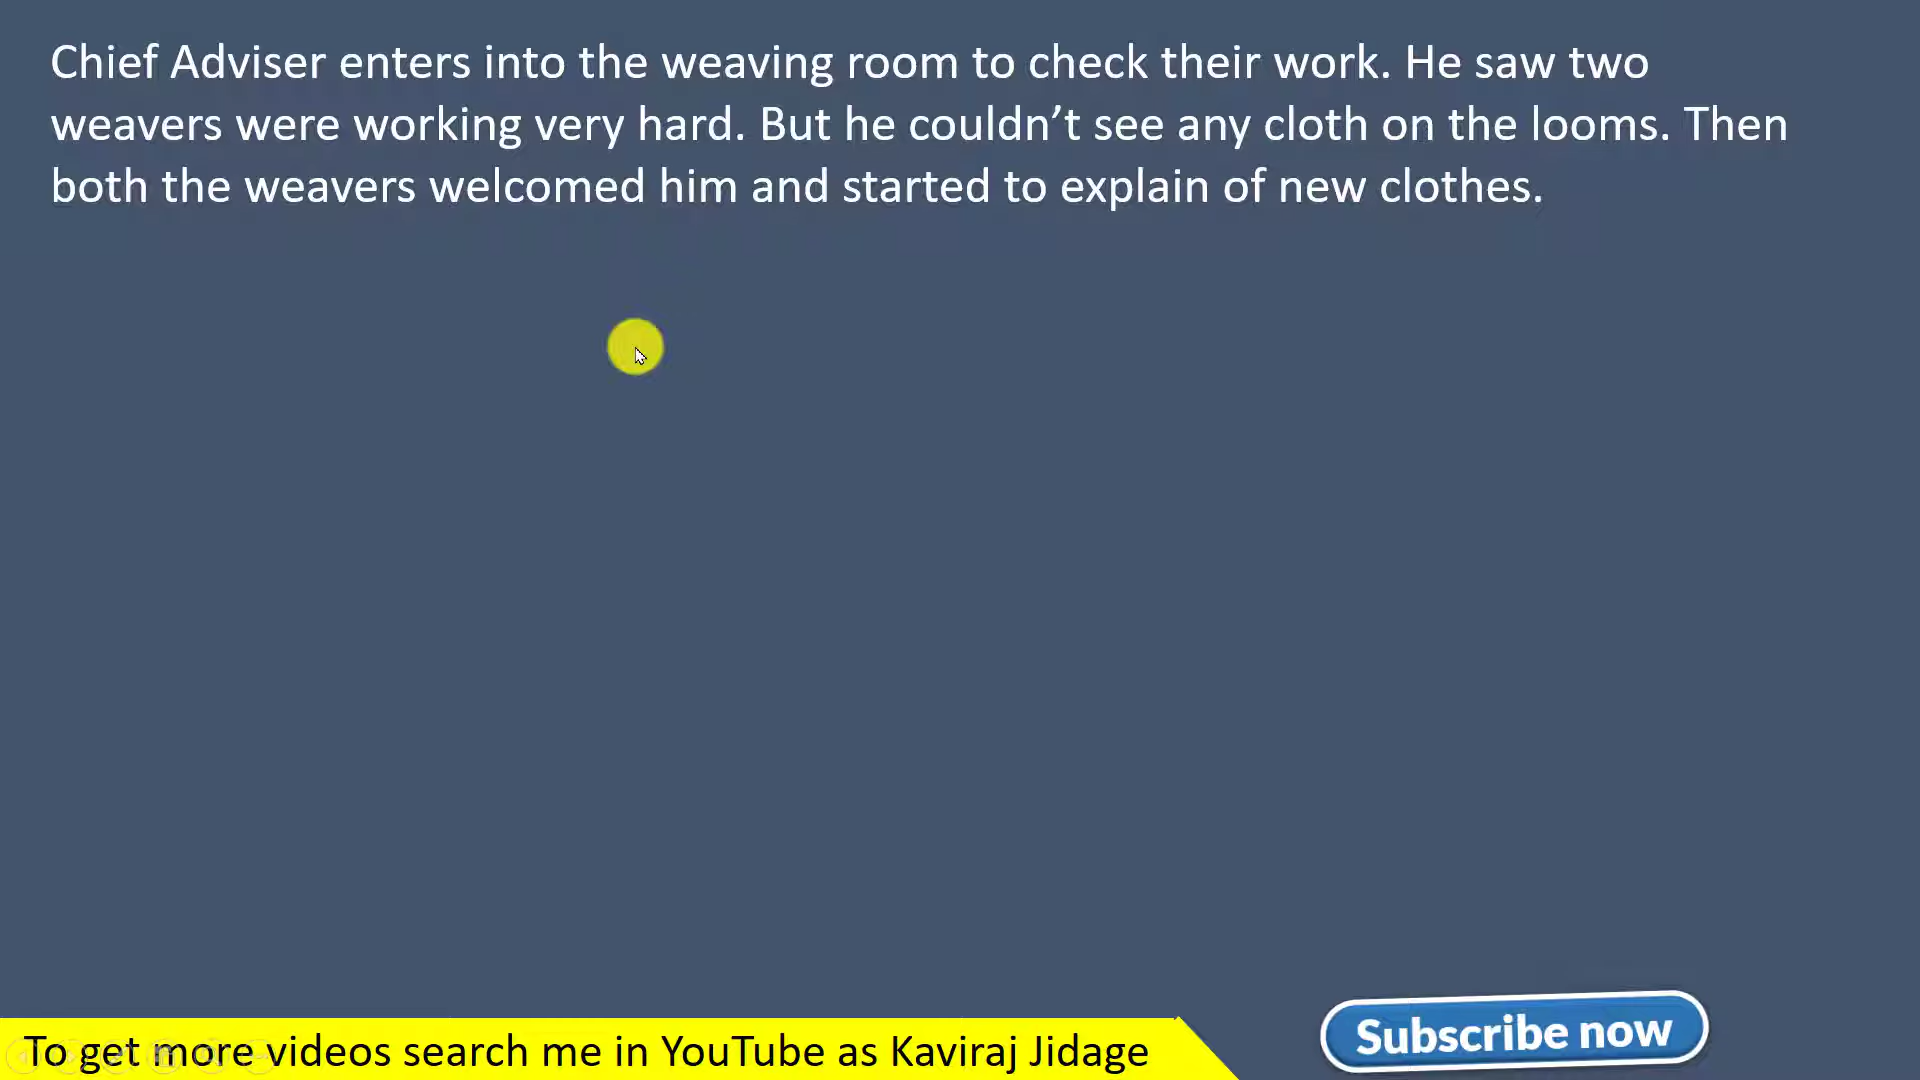 Chief Adviser enters into the weaving room to check their work. He saw two
weavers were working very hard. But he couldn’t see any cloth on the looms. Then
both the weavers welcomed him and started to explain of new clothes.
To get more videos search me in YouTube as Kaviraj Jidage
Subscribe now